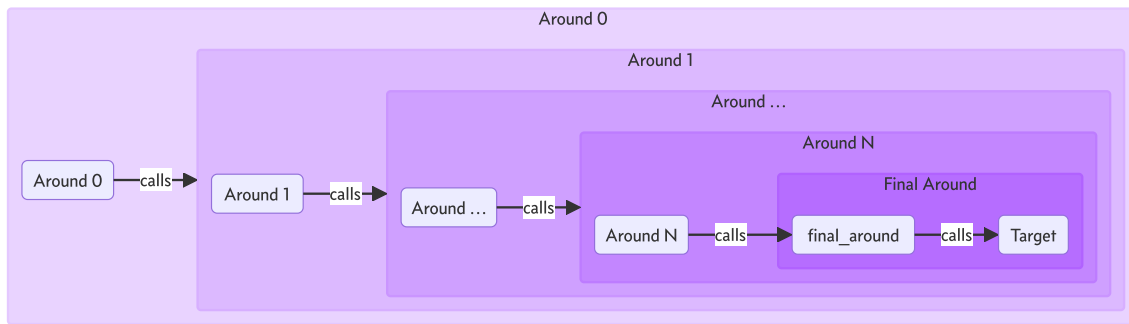 Around 0
Around 1
Around ...
Around N
Final Around
Around 0
calls
Around 1
calls
Around ...
calls
Around N
calls
final_around
calls
Target